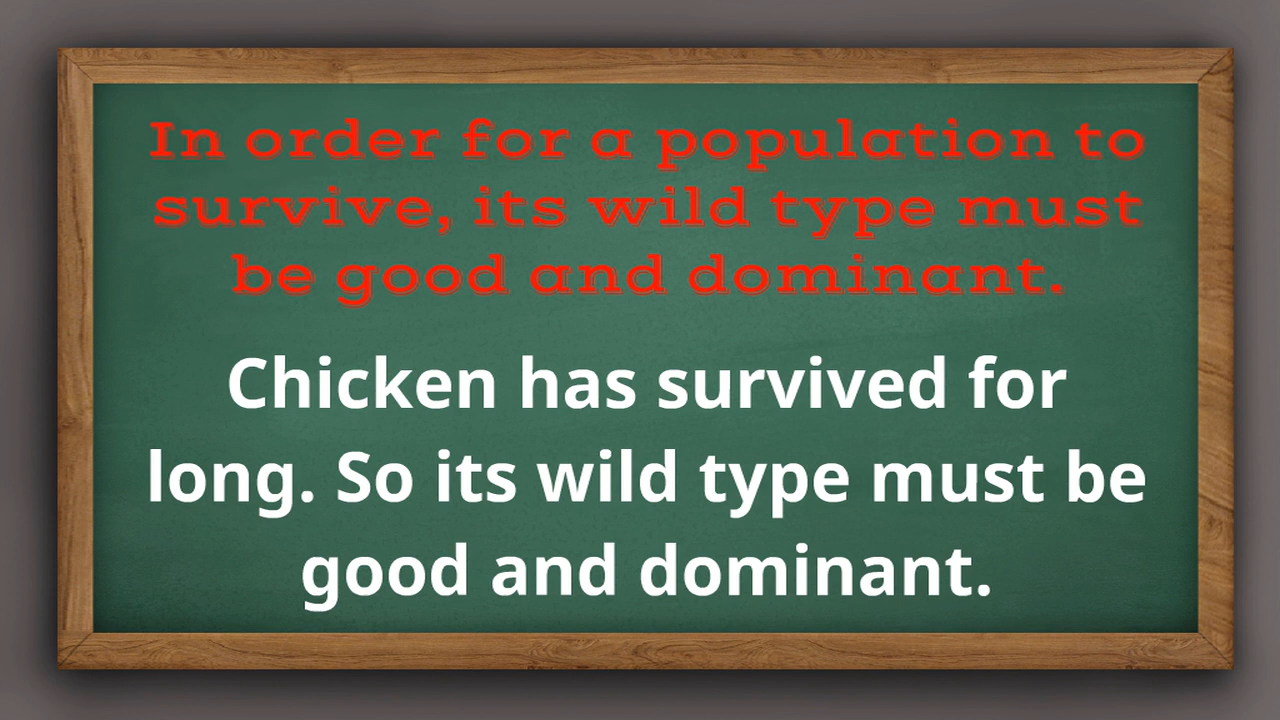 In order for a population to
survive, its wild type must
be good and dominant.
Chicken has survived for
long. So its wild type must be
good and dominant.